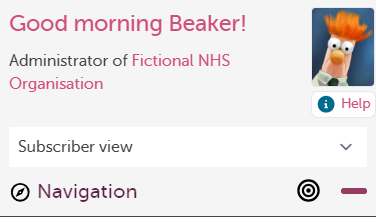 Good morning Beaker!
Administrator of Fictional NHS
Organisation
Help
Subscriber view
Navigation